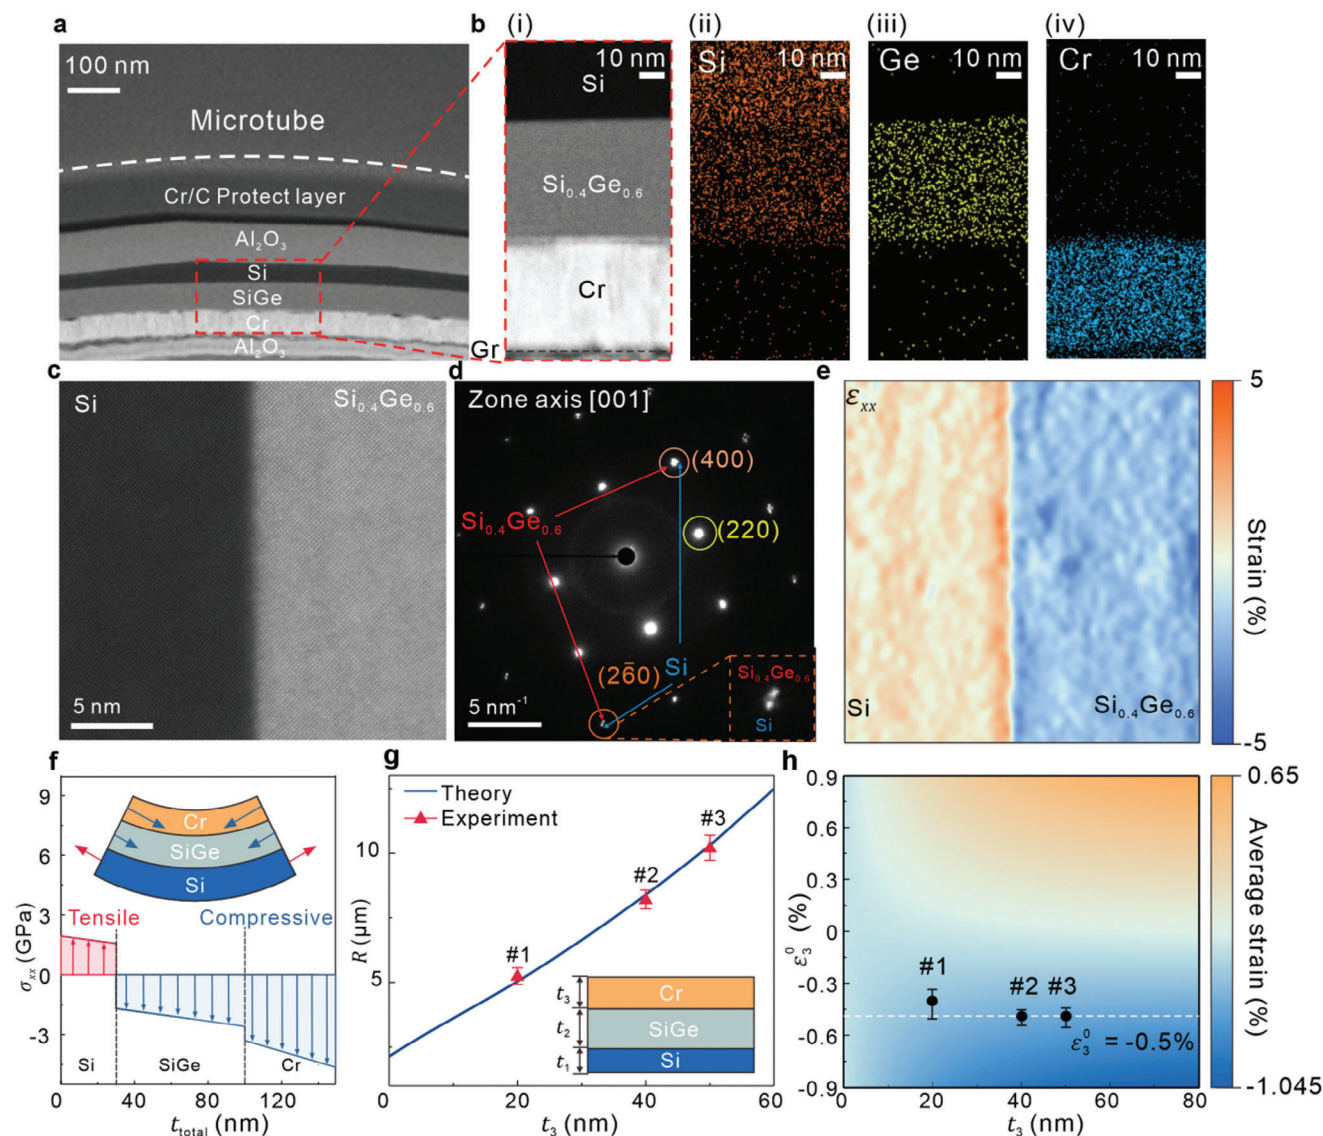 a
100 nm
Microtube
Cr/C Protect layer
Al₂O₃
Si
SiGe
Cr
Al₂O₃
b (i)
10 nm
Si
Si₀.₄Ge₀.₆
Cr
Gr
(ii)
Si
10 nm
(iii)
Ge
10 nm
(iv)
Cr
10 nm
c
Si
Si₀.₄Ge₀.₆
5 nm
d
Zone axis [001]
(400)
Si₀.₄Ge₀.₆
(220)
(26̄0)
Si
Si₀.₄Ge₀.₆
Si
5 nm⁻¹
e
εₓₓ
Si
Si₀.₄Ge₀.₆
5
Strain (%)
-5
f
9
6
3
0
-3
σₓₓ (GPa)
Cr
SiGe
Si
Tensile
Compressive
Si
SiGe
Cr
0 40 80 120
t_total (nm)
g
Theory
Experiment
#1
#2
#3
10
5
R (μm)
t₃ Cr
t₂ SiGe
t₁ Si
0 20 40 60
t₃ (nm)
h
0.9
0.6
0.3
0
-0.3
-0.6
-0.9
ε₃⁰ (%)
#1
#2 #3
ε₃⁰ = -0.5%
0 20 40 60 80
t₃ (nm)
0.65
Average strain (%)
-1.045